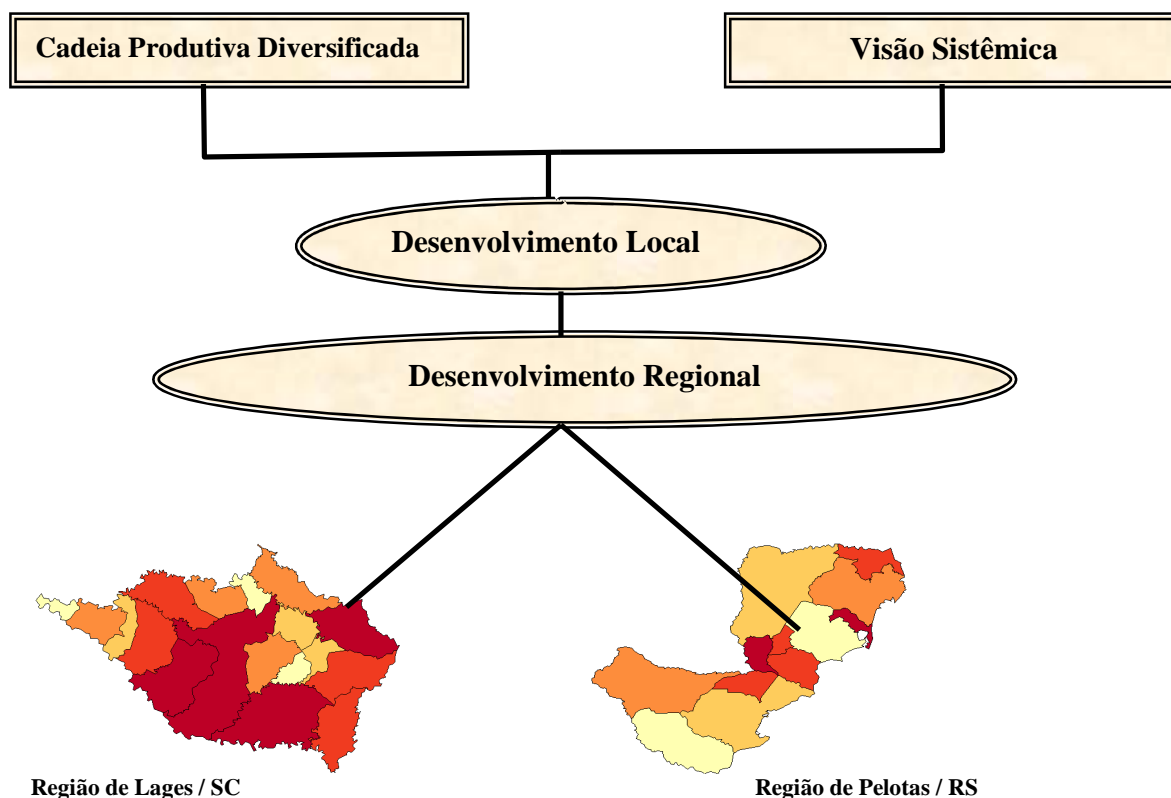 Cadeia Produtiva Diversificada
Visão Sistêmica
Desenvolvimento Local
Desenvolvimento Regional
Região de Lages / SC
Região de Pelotas / RS